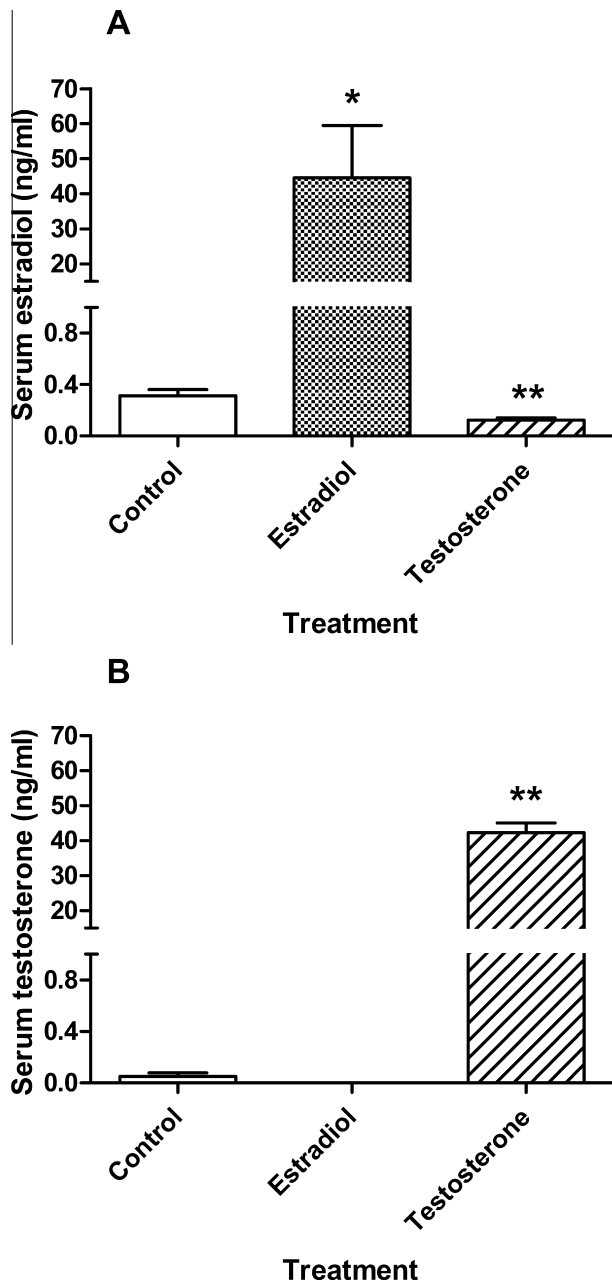 A
Serum estradiol (ng/ml)
70
60
50
40
30
20
0.8
0.4
0.0
*
**
Control
Estradiol
Testosterone
Treatment
B
Serum testosterone (ng/ml)
70
60
50
40
30
20
0.8
0.4
0.0
**
Control
Estradiol
Testosterone
Treatment